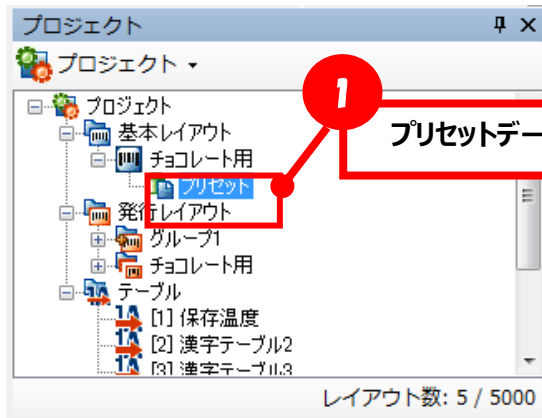 プロジェクト
プロジェクト
1
プリセットデー
プロジェクト
基本レイアウト
チョコレート用
プリセット
発行レイアウト
グループ1
チョコレート用
テーブル
[1] 保存温度
[2] 漢字テーブル2
[3] 漢字テーブル3
レイアウト数: 5 / 5000